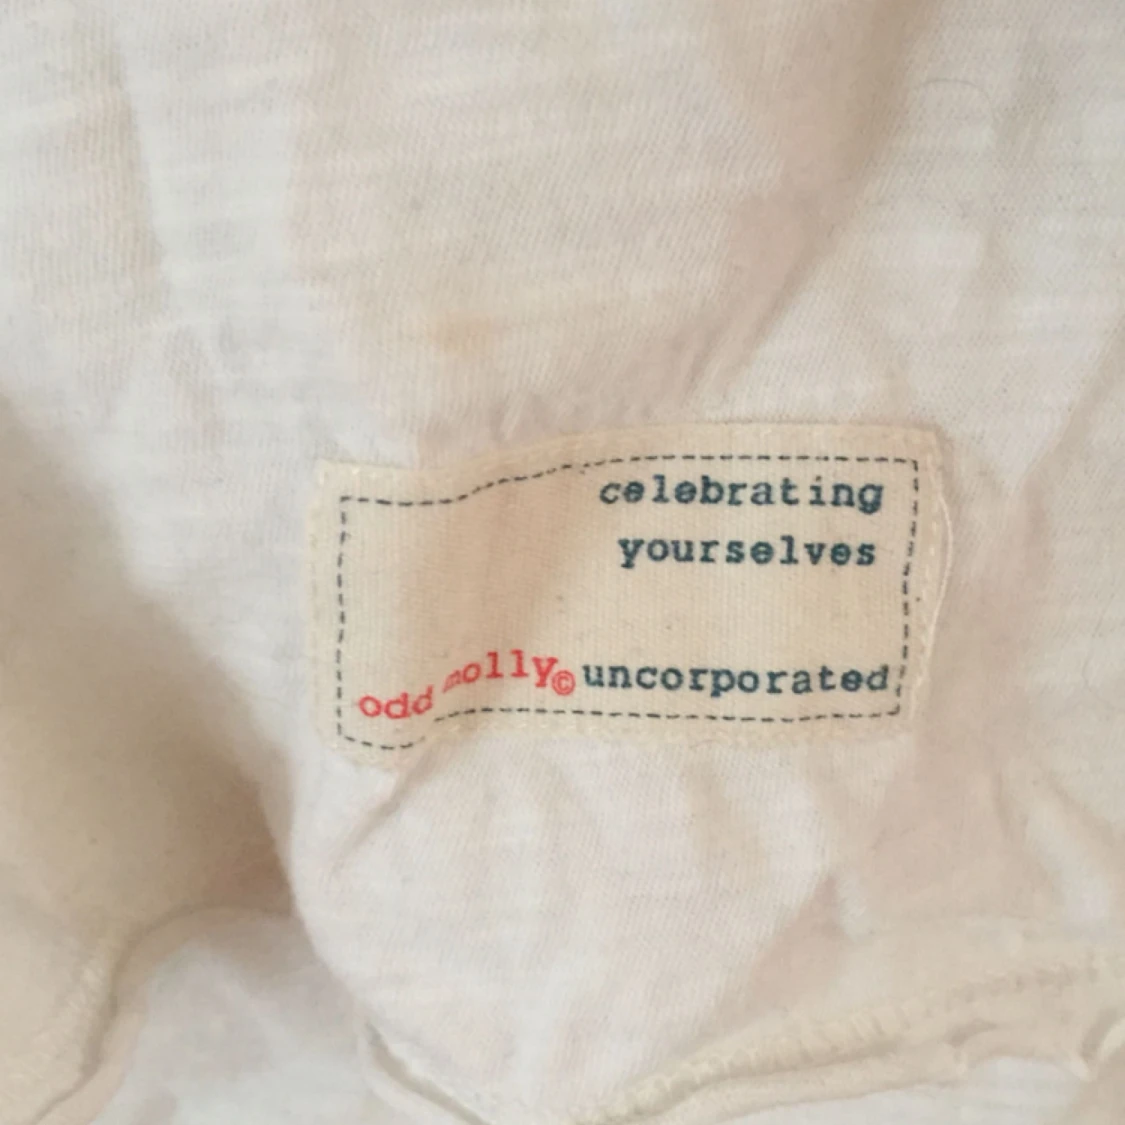 celebrating
yourselves
odd molly© uncorporated